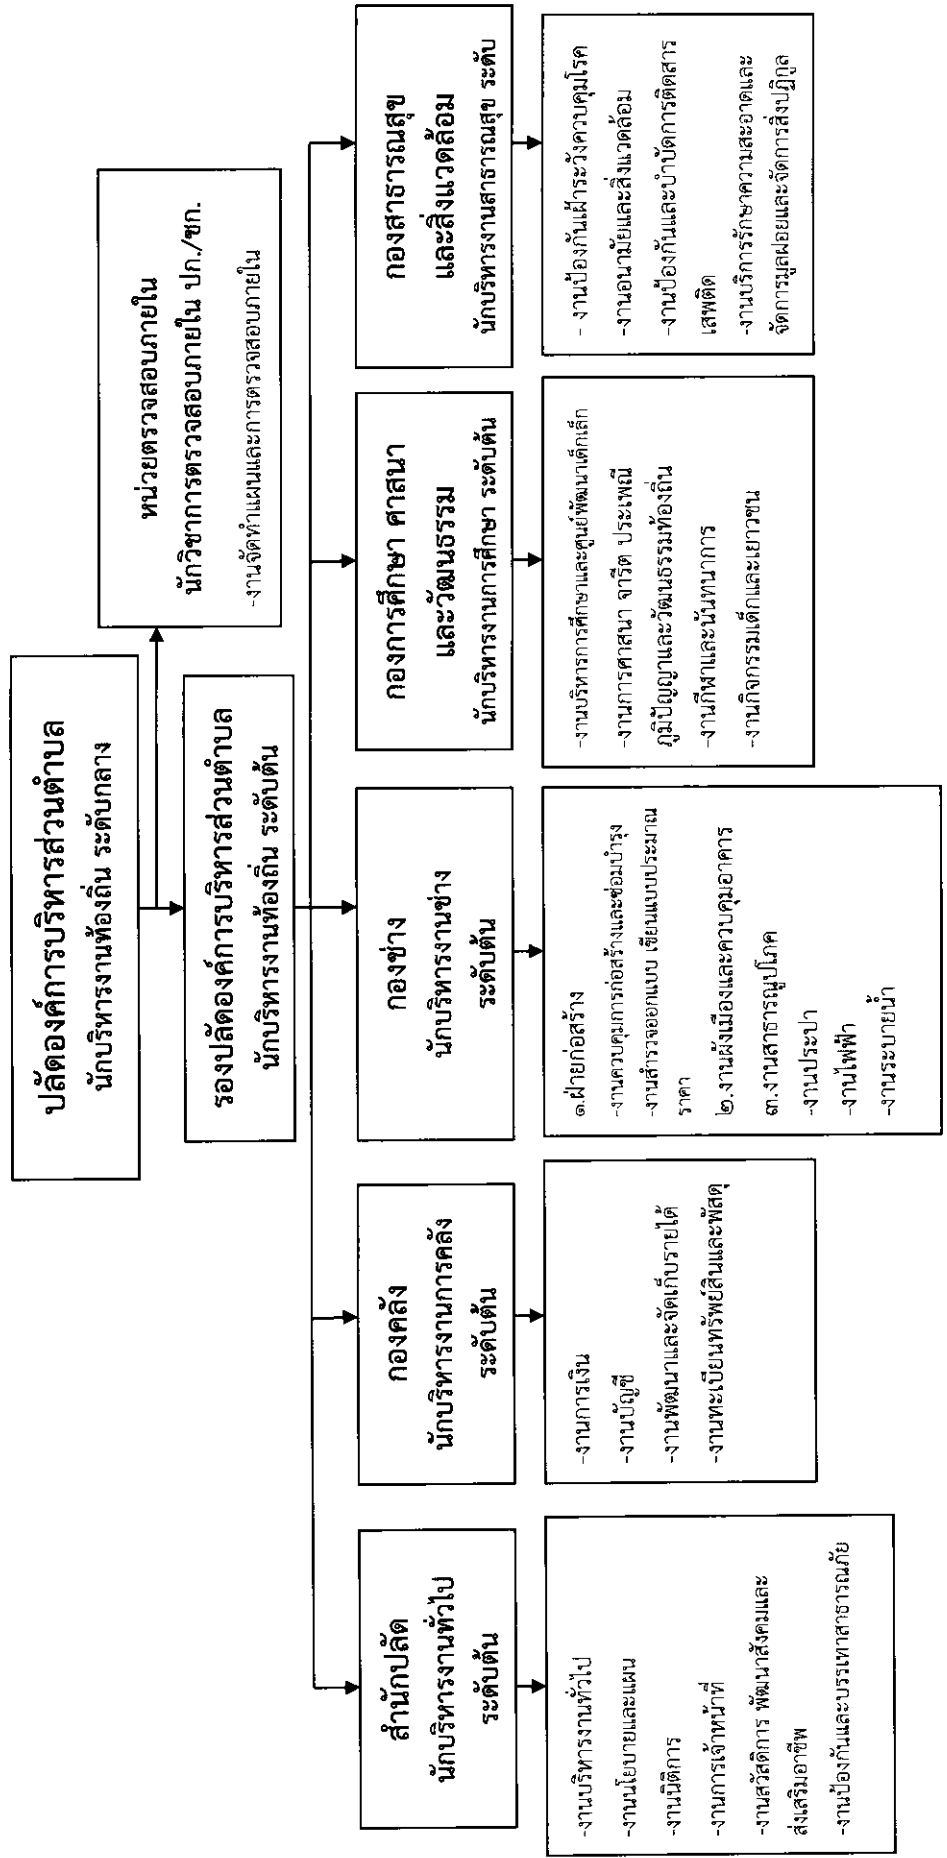 ปลัดองค์การบริหารส่วนตำบล
นักบริหารงานท้องถิ่น ระดับกลาง
หน่วยตรวจสอบภายใน
นักวิชาการตรวจสอบภายใน ปก./ชก.
-งานจัดทำแผนและการตรวจสอบภายใน
รองปลัดองค์การบริหารส่วนตำบล
นักบริหารงานท้องถิ่น ระดับต้น
สำนักปลัด
นักบริหารงานทั่วไป
ระดับต้น
-งานบริหารงานทั่วไป
-งานนโยบายและแผน
-งานนิติการ
-งานการเจ้าหน้าที่
-งานสวัสดิการ พัฒนาสังคมและ
ส่งเสริมอาชีพ
-งานป้องกันและบรรเทาสาธารณภัย
กองคลัง
นักบริหารงานการคลัง
ระดับต้น
-งานการเงิน
-งานบัญชี
-งานพัฒนาและจัดเก็บรายได้
-งานทะเบียนทรัพย์สินและพัสดุ
กองช่าง
นักบริหารงานช่าง
ระดับต้น
๑.ฝ่ายก่อสร้าง
-งานควบคุมการก่อสร้างและซ่อมบำรุง
-งานสำรวจออกแบบ เขียนแบบประมาณ
ราคา
๒.งานผังเมืองและควบคุมอาคาร
๓.งานสาธารณูปโภค
-งานประปา
-งานไฟฟ้า
-งานระบายน้ำ
กองการศึกษา ศาสนา
และวัฒนธรรม
นักบริหารงานการศึกษา ระดับต้น
-งานบริหารการศึกษาและศูนย์พัฒนาเด็กเล็ก
-งานการศาสนา จารีต ประเพณี
ภูมิปัญญาและวัฒนธรรมท้องถิ่น
-งานกีฬาและนันทนาการ
-งานกิจกรรมเด็กและเยาวชน
กองสาธารณสุข
และสิ่งแวดล้อม
นักบริหารงานสาธารณสุข ระดับ
- งานป้องกันเฝ้าระวังควบคุมโรค
-งานอนามัยและสิ่งแวดล้อม
-งานป้องกันและบำบัดการติดสาร
เสพติด
-งานบริการรักษาความสะอาดและ
จัดการมูลฝอยและจัดการสิ่งปฏิกูล